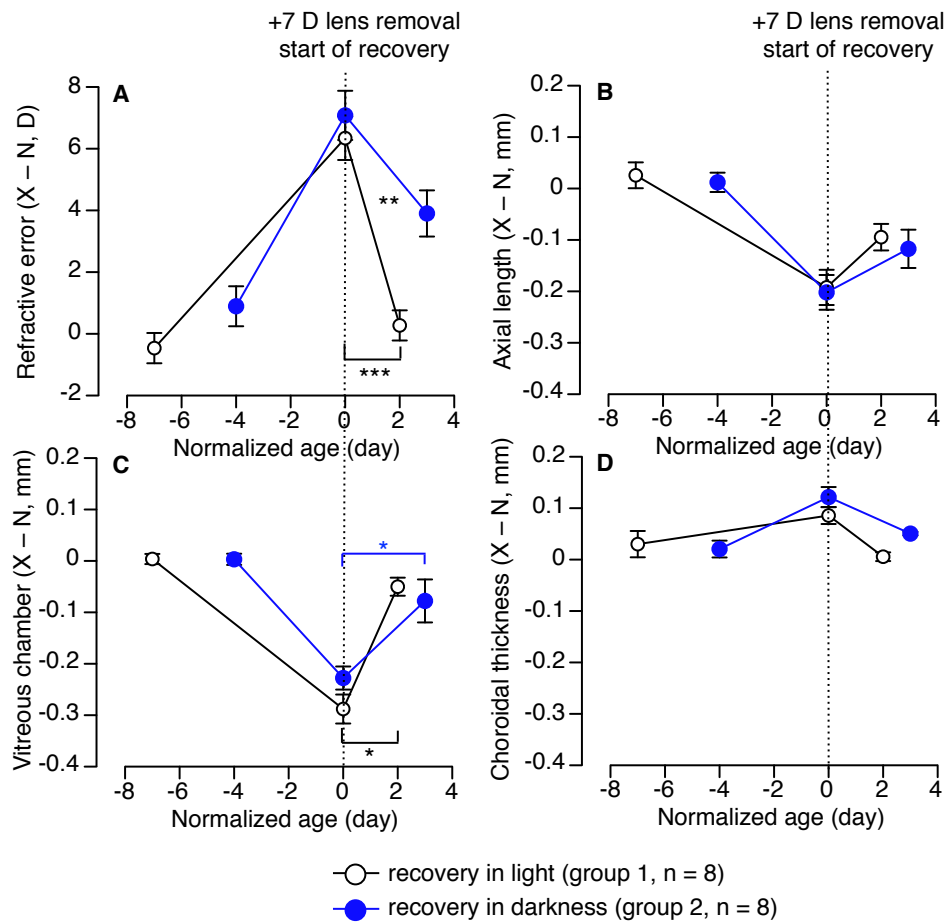 +7 D lens removal
start of recovery
+7 D lens removal
start of recovery
A
Refractive error (X – N, D)
8
6
4
2
0
-2
**
***
-8 -6 -4 -2 0 2 4
Normalized age (day)
B
Axial length (X – N, mm)
0.2
0.1
0
-0.1
-0.2
-0.3
-0.4
-8 -6 -4 -2 0 2 4
Normalized age (day)
C
Vitreous chamber (X – N, mm)
0.2
0.1
0
-0.1
-0.2
-0.3
-0.4
*
*
-8 -6 -4 -2 0 2 4
Normalized age (day)
D
Choroidal thickness (X – N, mm)
0.2
0.1
0
-0.1
-0.2
-0.3
-0.4
-8 -6 -4 -2 0 2 4
Normalized age (day)
recovery in light (group 1, n = 8)
recovery in darkness (group 2, n = 8)